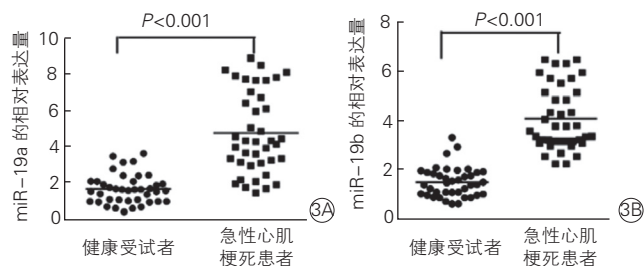 P<0.001
miR-19a 的相对表达量
10
8
6
4
2
0
健康受试者
急性心肌
梗死患者
3A
P<0.001
miR-19b 的相对表达量
8
6
4
2
0
健康受试者
急性心肌
梗死患者
3B